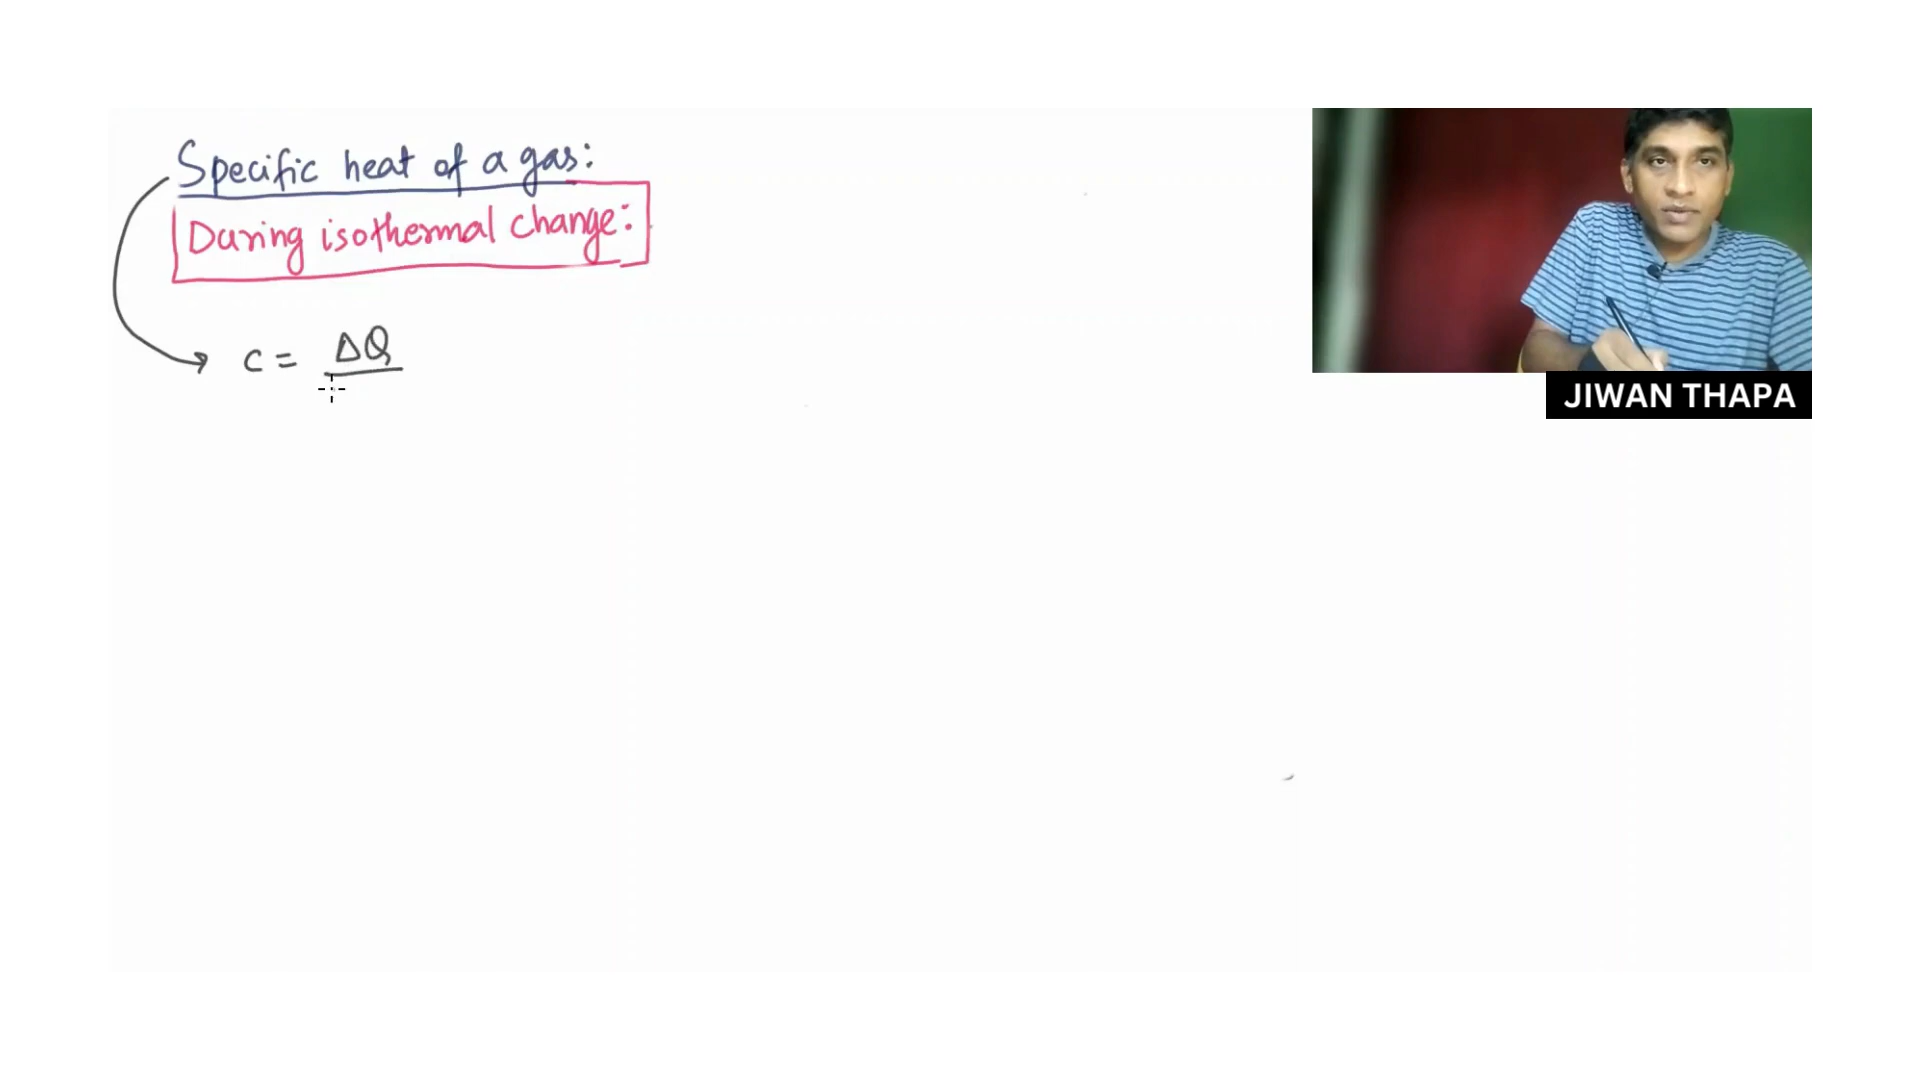 Specific heat of a gas:
During isothermal change:
c = ΔQ
JIWAN THAPA